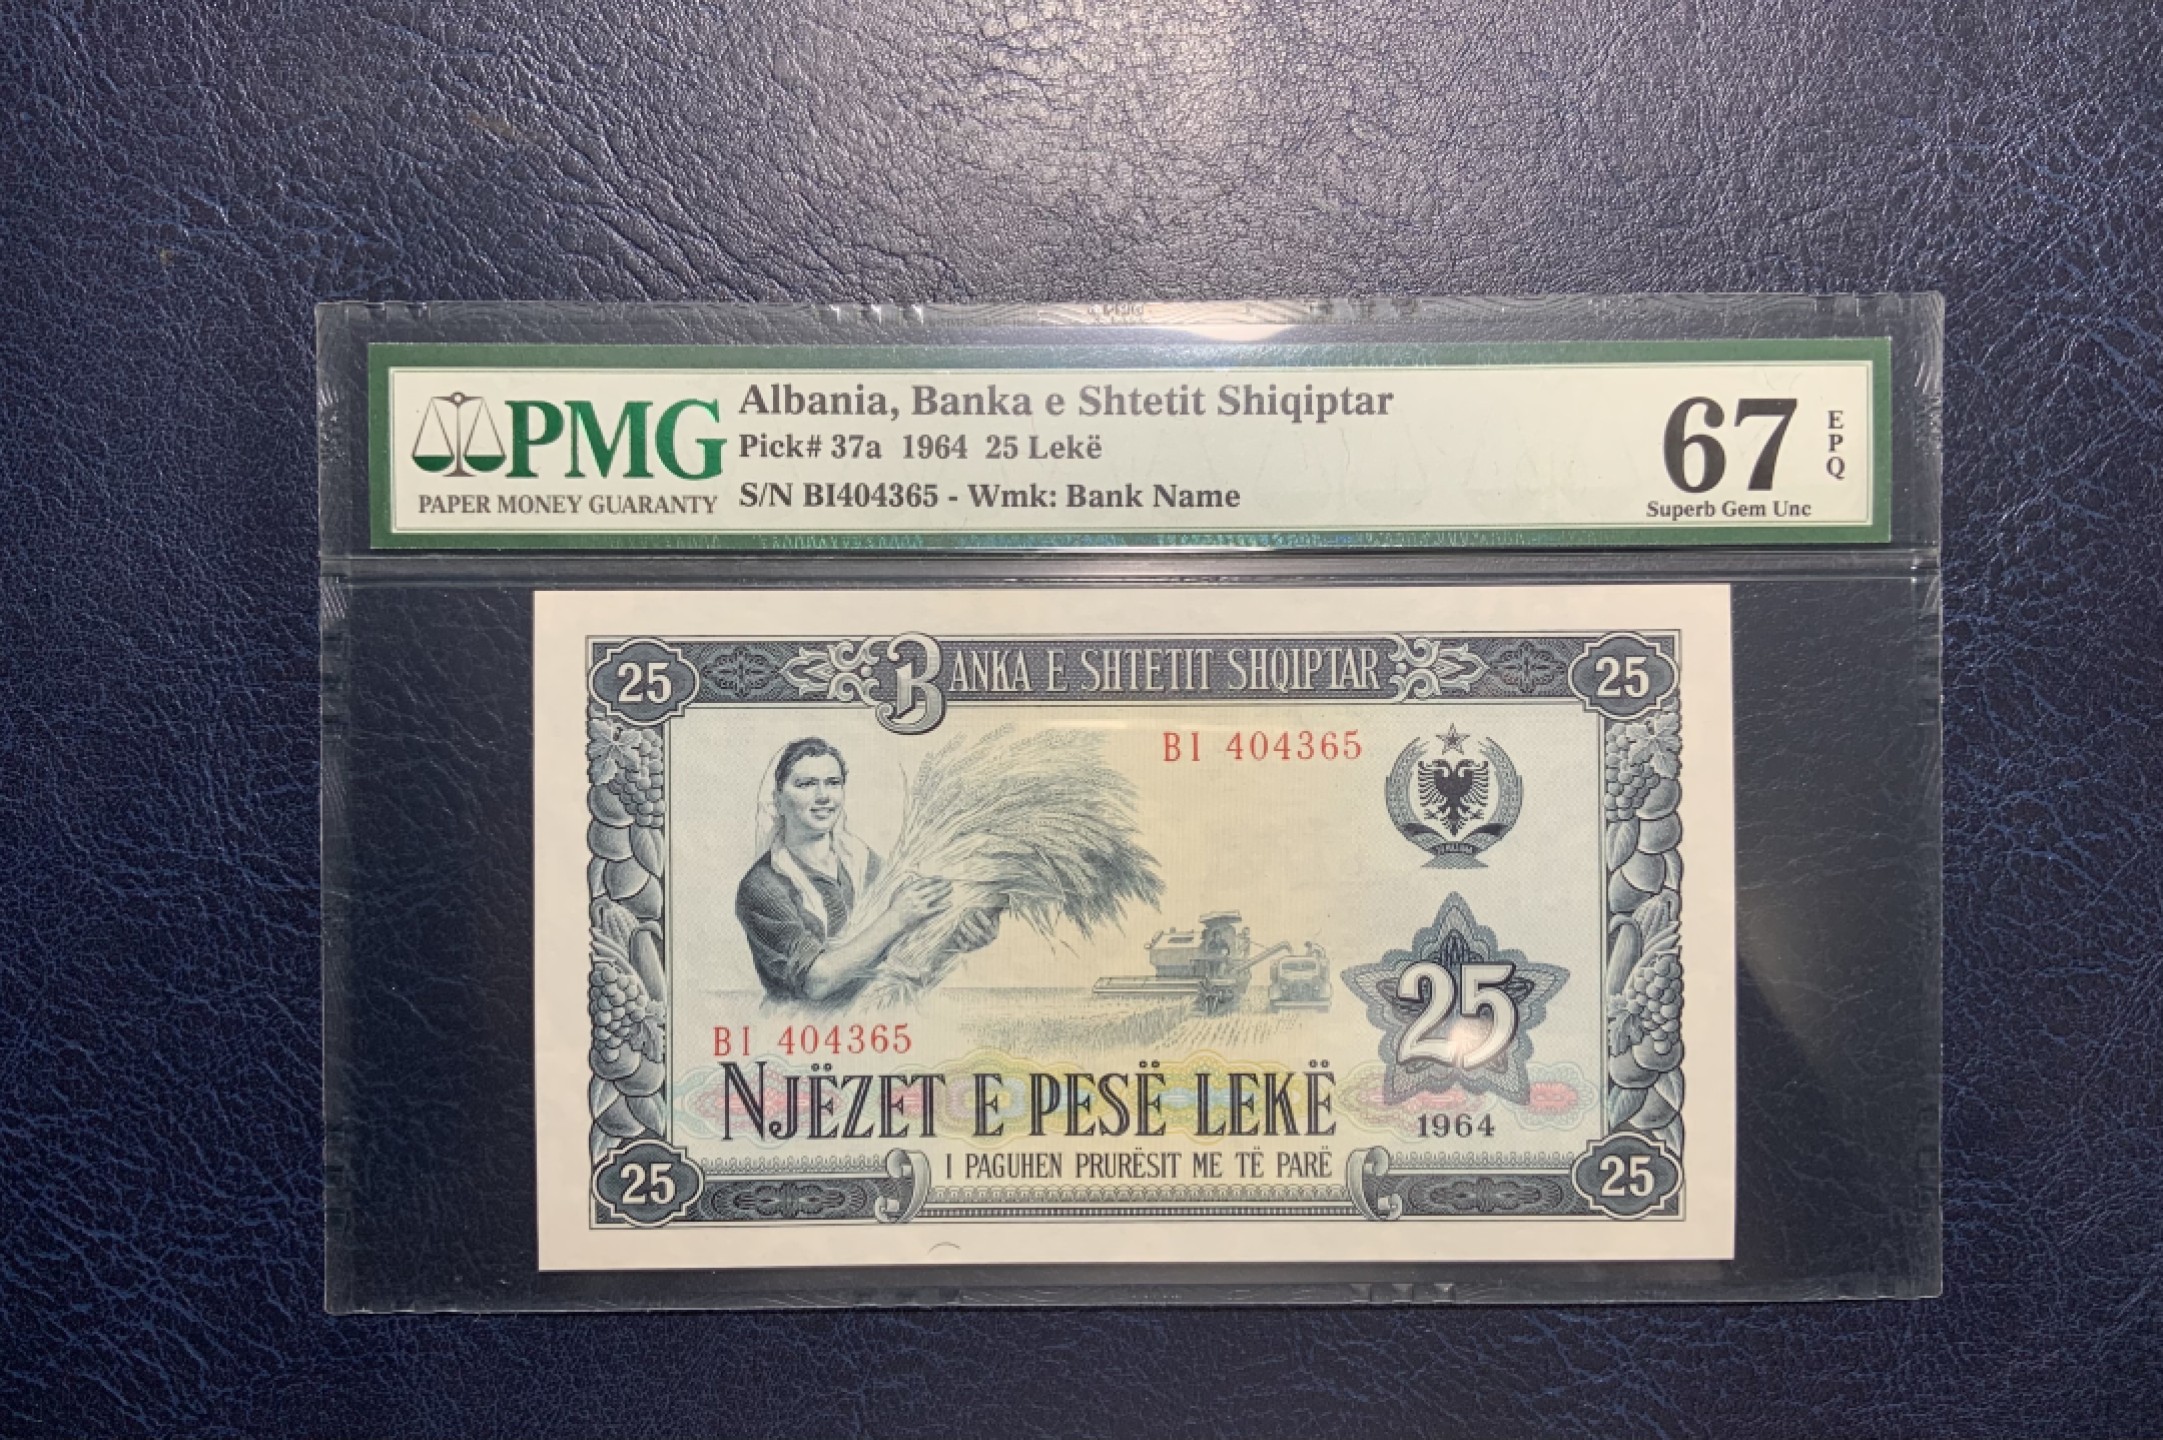 PMG
PAPER MONEY GUARANTY
Albania, Banka e Shtetit Shiqiptar
Pick# 37a 1964 25 Lekë
S/N BI404365 - Wmk: Bank Name
67
EPQ
Superb Gem Unc
25
BANKA E SHTETIT SHQIPTAR
25
BI 404365
25
BI 404365
NJËZET E PESË LEKË
1964
25
I PAGUHEN PRURËSIT ME TË PARË
25